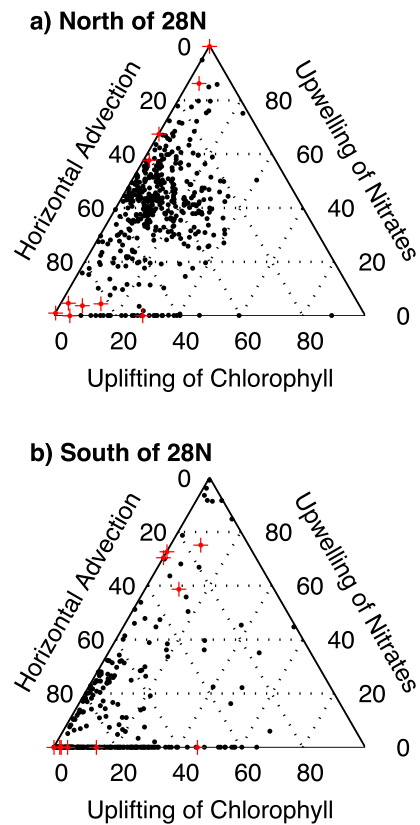 a) North of 28N
0
20 80
40 60
60 40
80 20
0
0 20 40 60 80
Horizontal Advection
Upwelling of Nitrates
Uplifting of Chlorophyll
b) South of 28N
0
20 80
40 60
60 40
80 20
0
0 20 40 60 80
Horizontal Advection
Upwelling of Nitrates
Uplifting of Chlorophyll